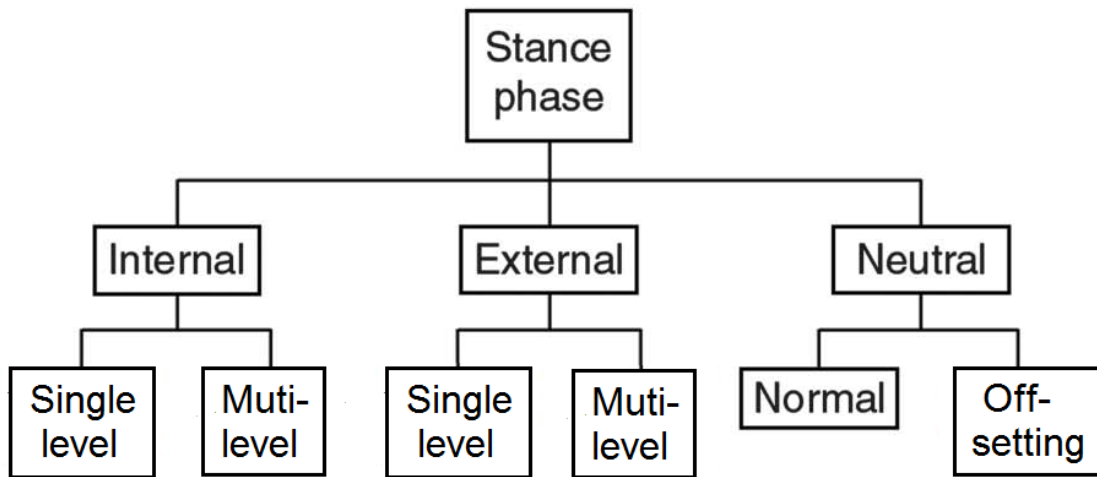 Stance
phase
Internal
External
Neutral
Single
level
Muti-
level
Single
level
Muti-
level
Normal
Off-
setting